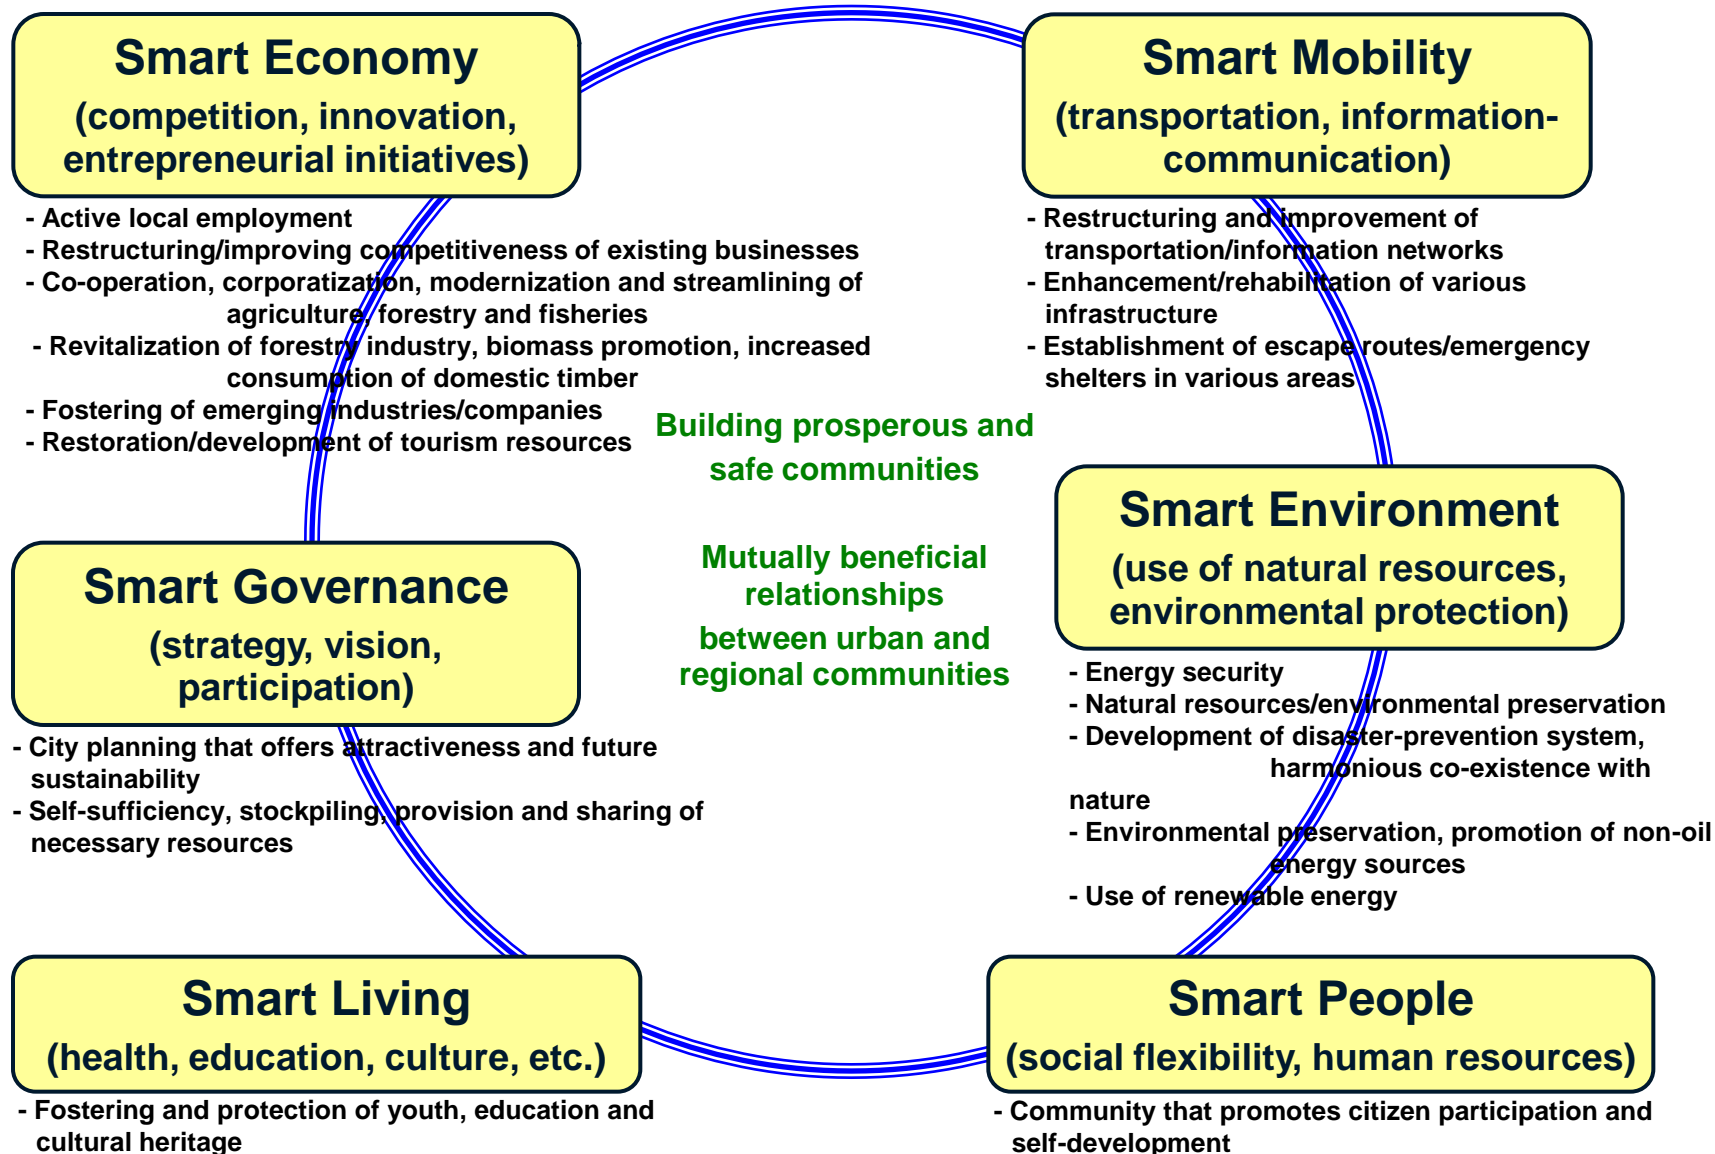 Smart Economy
(competition, innovation,
entrepreneurial initiatives)
- Active local employment
- Restructuring/improving competitiveness of existing businesses
- Co-operation, corporatization, modernization and streamlining of
agriculture, forestry and fisheries
- Revitalization of forestry industry, biomass promotion, increased
consumption of domestic timber
- Fostering of emerging industries/companies
- Restoration/development of tourism resources
Smart Mobility
(transportation, information-
communication)
- Restructuring and improvement of
transportation/information networks
- Enhancement/rehabilitation of various
infrastructure
- Establishment of escape routes/emergency
shelters in various areas
Building prosperous and
safe communities
Mutually beneficial
relationships
between urban and
regional communities
Smart Governance
(strategy, vision,
participation)
- City planning that offers attractiveness and future
sustainability
- Self-sufficiency, stockpiling, provision and sharing of
necessary resources
Smart Environment
(use of natural resources,
environmental protection)
- Energy security
- Natural resources/environmental preservation
- Development of disaster-prevention system,
harmonious co-existence with
nature
- Environmental preservation, promotion of non-oil
energy sources
- Use of renewable energy
Smart Living
(health, education, culture, etc.)
- Fostering and protection of youth, education and
cultural heritage
Smart People
(social flexibility, human resources)
- Community that promotes citizen participation and
self-development